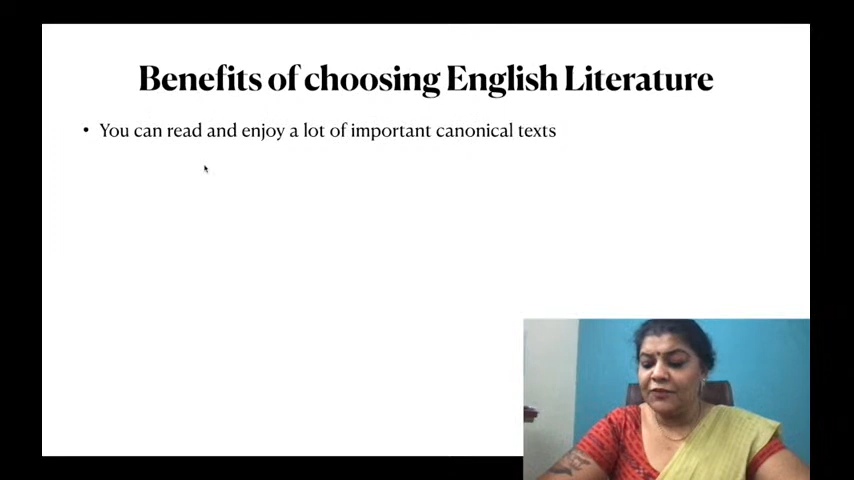 Benefits of choosing English Literature
• You can read and enjoy a lot of important canonical texts